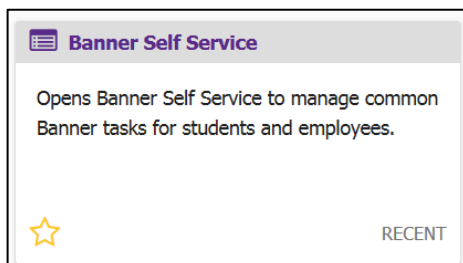 Banner Self Service
Opens Banner Self Service to manage common
Banner tasks for students and employees.
RECENT